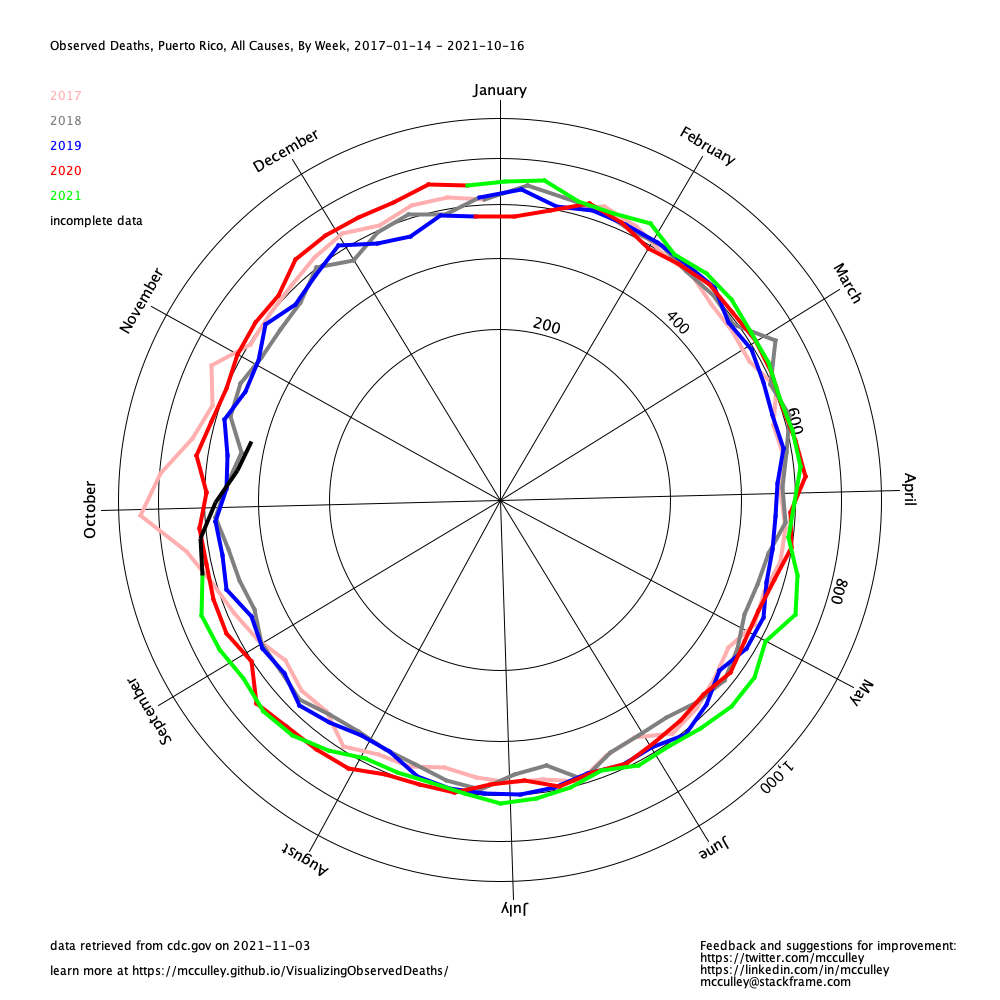 Observed Deaths, Puerto Rico, All Causes, By Week, 2017-01-14 - 2021-10-16
2017
2018
2019
2020
2021
incomplete data
January
February
March
April
May
June
July
August
September
October
November
December
200
400
600
800
1,000
data retrieved from cdc.gov on 2021-11-03
learn more at https://mcculley.github.io/VisualizingObservedDeaths/
Feedback and suggestions for improvement:
https://twitter.com/mcculley
https://linkedin.com/in/mcculley
mcculley@stackframe.com